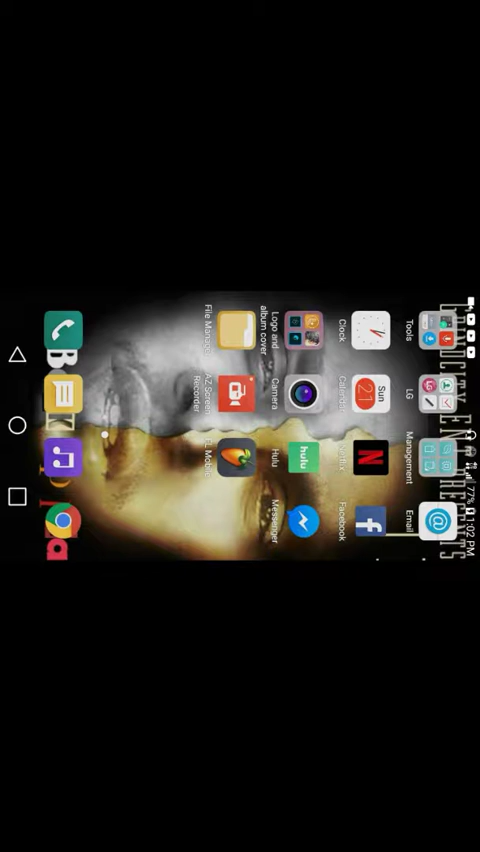 77% 1:02 PM
Tools
LG
Management
Email
Clock
Sun
21
Calendar
Netflix
Facebook
Logo and
album cover
Camera
hulu
Hulu
Messenger
File Manager
AZ Screen
Recorder
FL Mobile